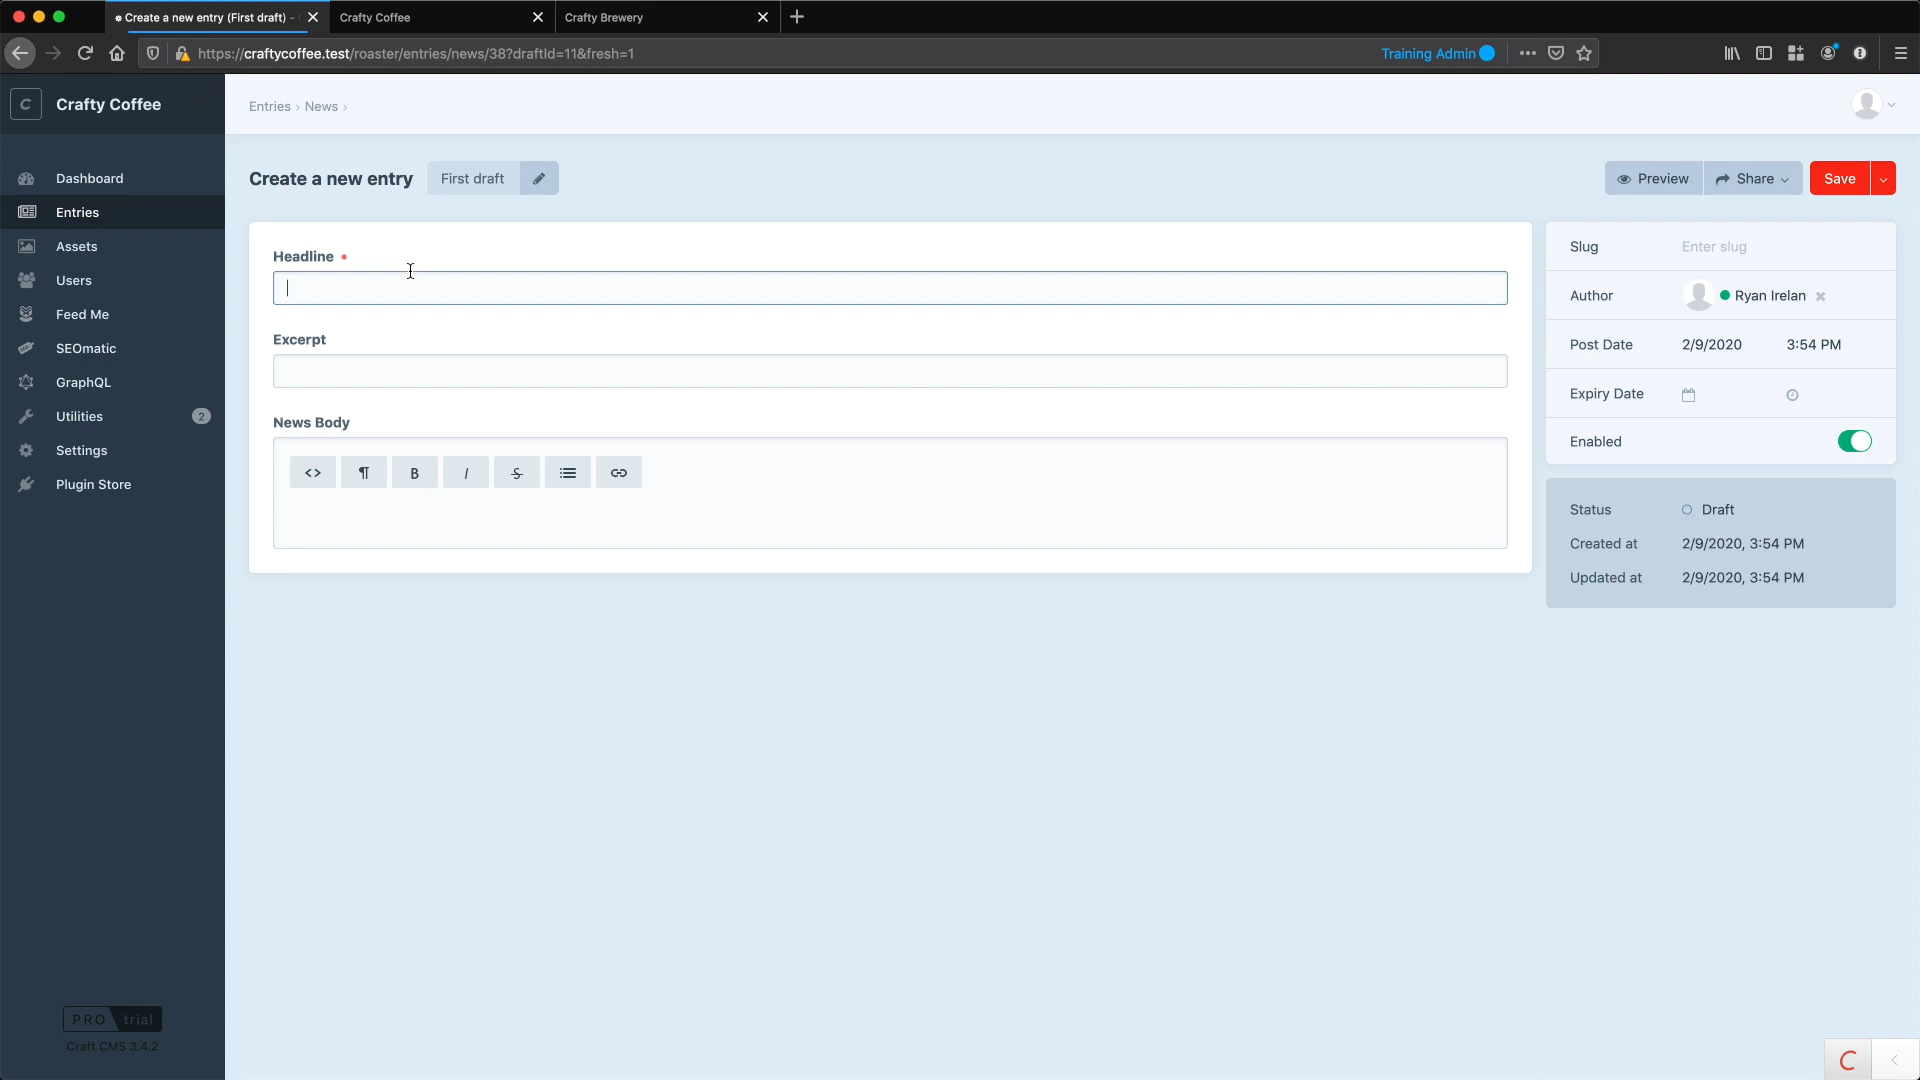 Create a new entry (First draft) -
Crafty Coffee
Crafty Brewery
https://craftycoffee.test/roaster/entries/news/38?draftId=11&fresh=1
Training Admin
C
Crafty Coffee
Entries › News ›
Dashboard
Entries
Assets
Users
Feed Me
SEOmatic
GraphQL
Utilities
2
Settings
Plugin Store
PRO trial
Craft CMS 3.4.2
Create a new entry
First draft
Preview
Share
Save
Headline *
Excerpt
News Body
<> ¶ B I S
Slug
Enter slug
Author
Ryan Irelan
Post Date
2/9/2020
3:54 PM
Expiry Date
Enabled
Status
Draft
Created at
2/9/2020, 3:54 PM
Updated at
2/9/2020, 3:54 PM